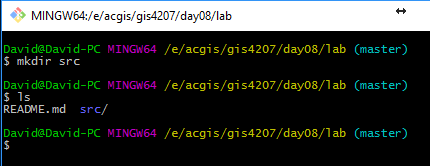 MINGW64:/e/acgis/gis4207/day08/lab
David@David-PC MINGW64 /e/acgis/gis4207/day08/lab (master)
$ mkdir src
David@David-PC MINGW64 /e/acgis/gis4207/day08/lab (master)
$ ls
README.md  src/
David@David-PC MINGW64 /e/acgis/gis4207/day08/lab (master)
$